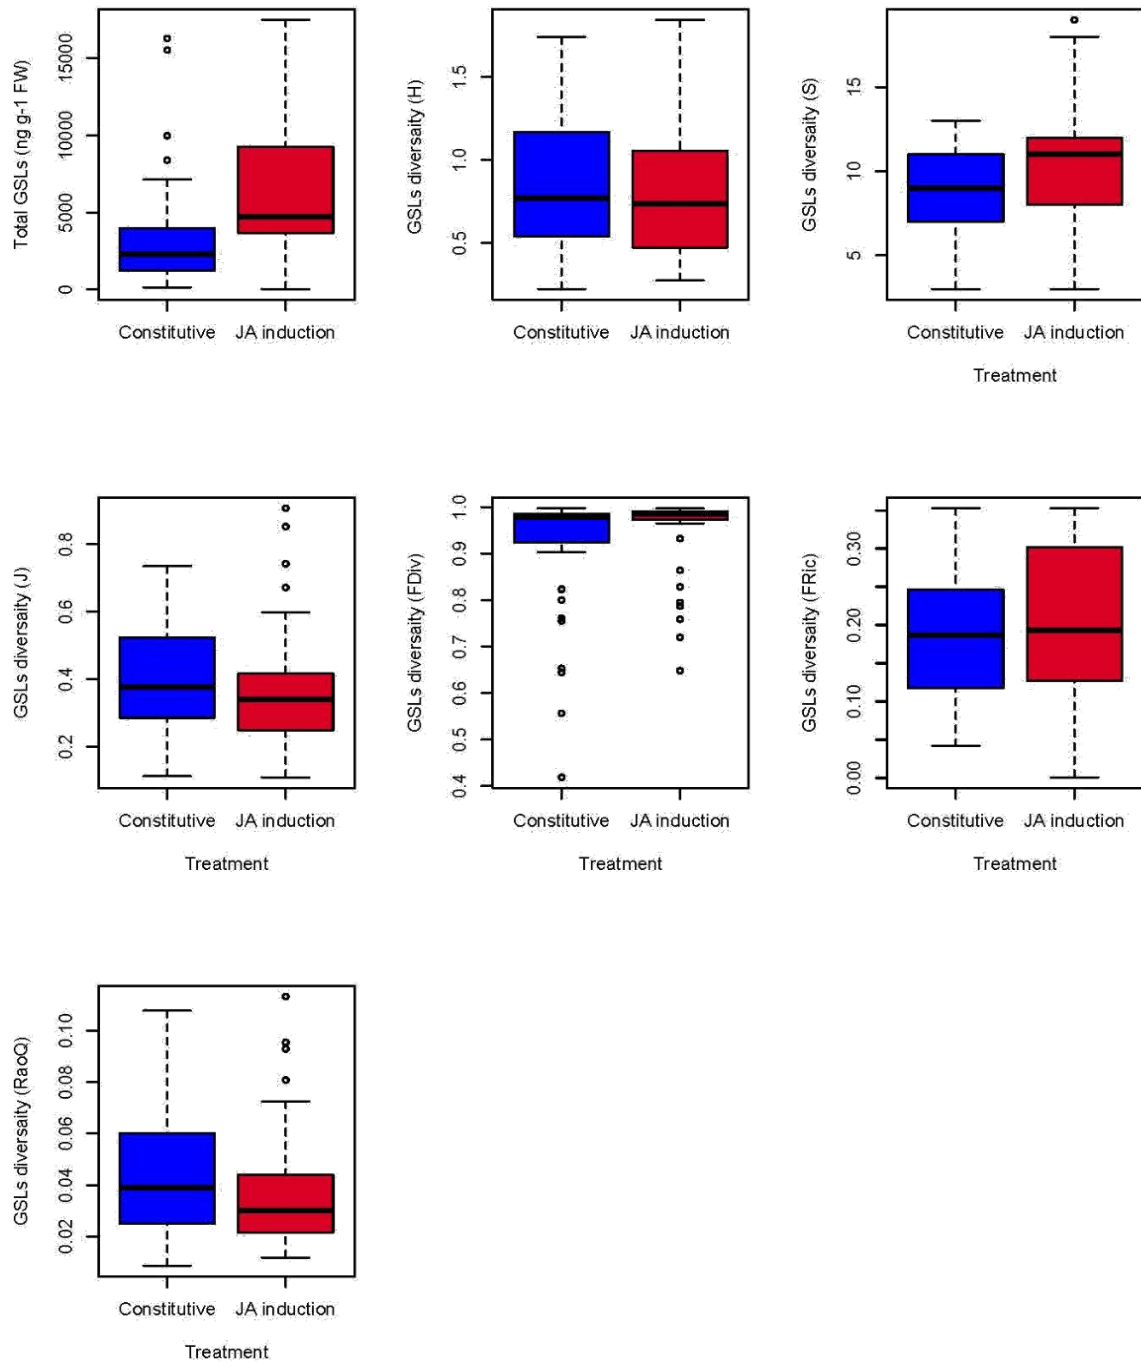 Total GSLs (ng g-1 FW)
0
5000
10000
15000
Constitutive
JA induction
GSLs diversaity (H)
0.5
1.0
1.5
Constitutive
JA induction
GSLs diversaity (S)
5
10
15
Constitutive
JA induction
Treatment
GSLs diversaity (J)
0.2
0.4
0.6
0.8
Constitutive
JA induction
Treatment
GSLs diversaity (FDiv)
0.4
0.5
0.6
0.7
0.8
0.9
1.0
Constitutive
JA induction
Treatment
GSLs diversaity (FRic)
0.00
0.10
0.20
0.30
Constitutive
JA induction
Treatment
GSLs diversaity (RaoQ)
0.02
0.04
0.06
0.08
0.10
Constitutive
JA induction
Treatment